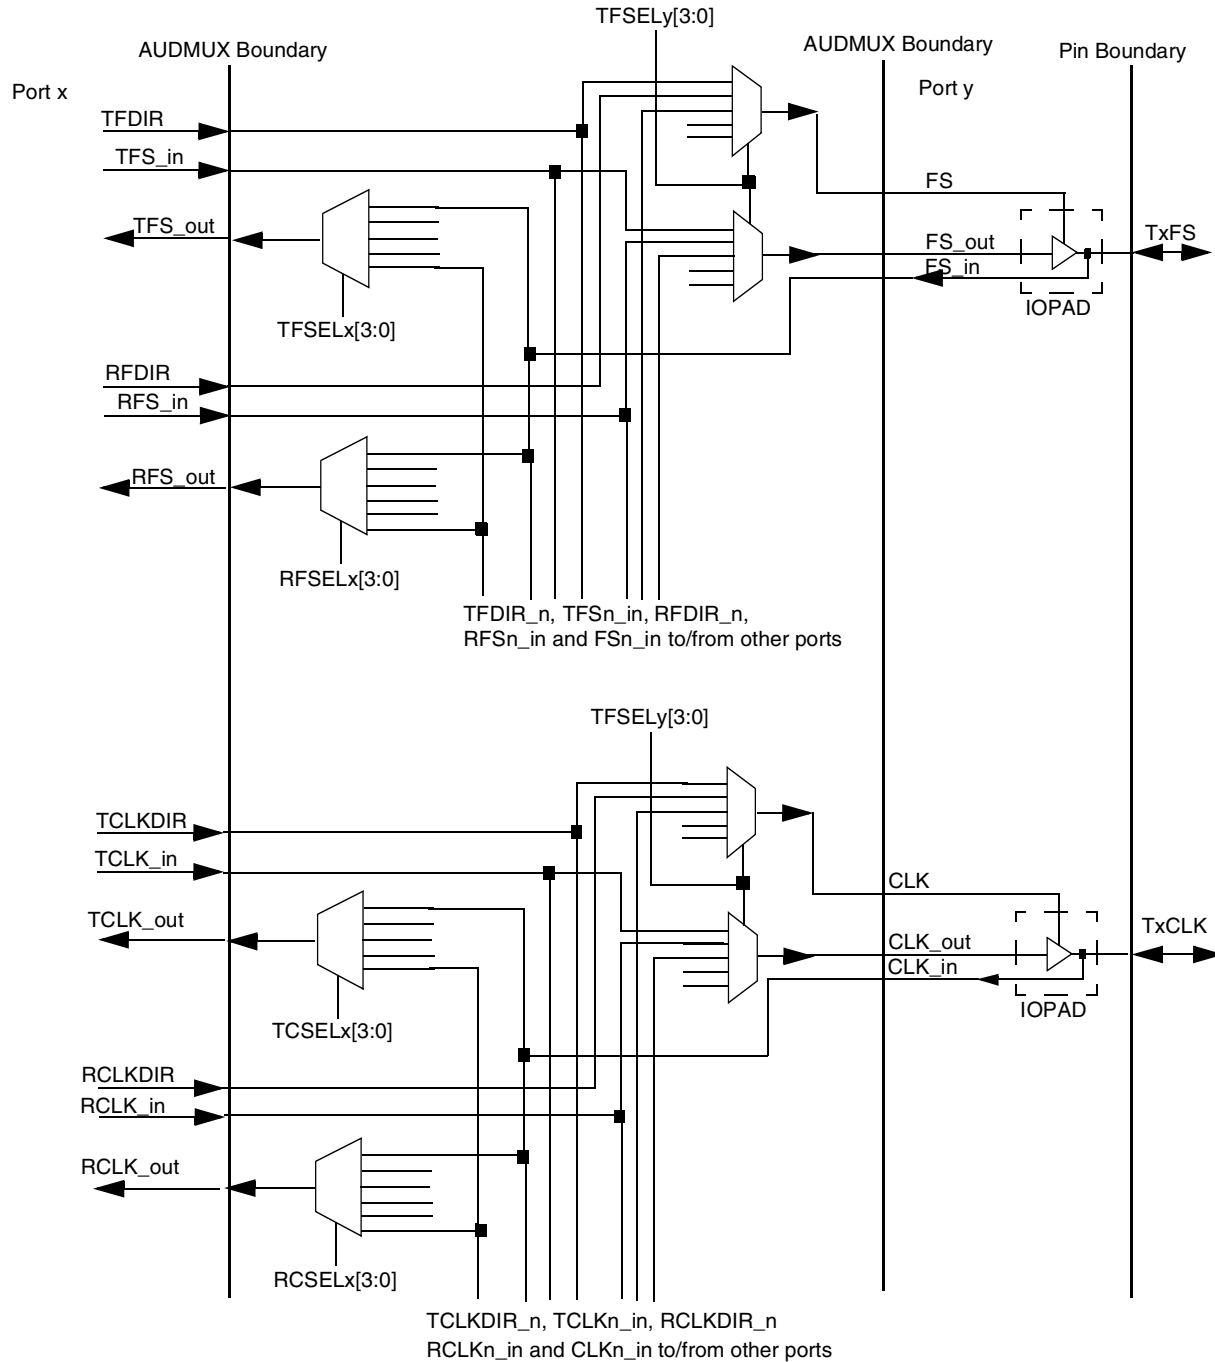 TFSELy[3:0]
AUDMUX Boundary
AUDMUX Boundary
Pin Boundary
Port x
Port y
TFDIR
TFS_in
FS
TFS_out
TxFS
FS_out
FS_in
IOPAD
TFSELx[3:0]
RFDIR
RFS_in
RFS_out
RFSELx[3:0]
TFDIR_n, TFSn_in, RFDIR_n,
RFSn_in and FSn_in to/from other ports
TFSELy[3:0]
TCLKDIR
TCLK_in
CLK
TCLK_out
TxCLK
CLK_out
CLK_in
IOPAD
TCSELx[3:0]
RCLKDIR
RCLK_in
RCLK_out
RCSELx[3:0]
TCLKDIR_n, TCLKn_in, RCLKDIR_n
RCLKn_in and CLKn_in to/from other ports